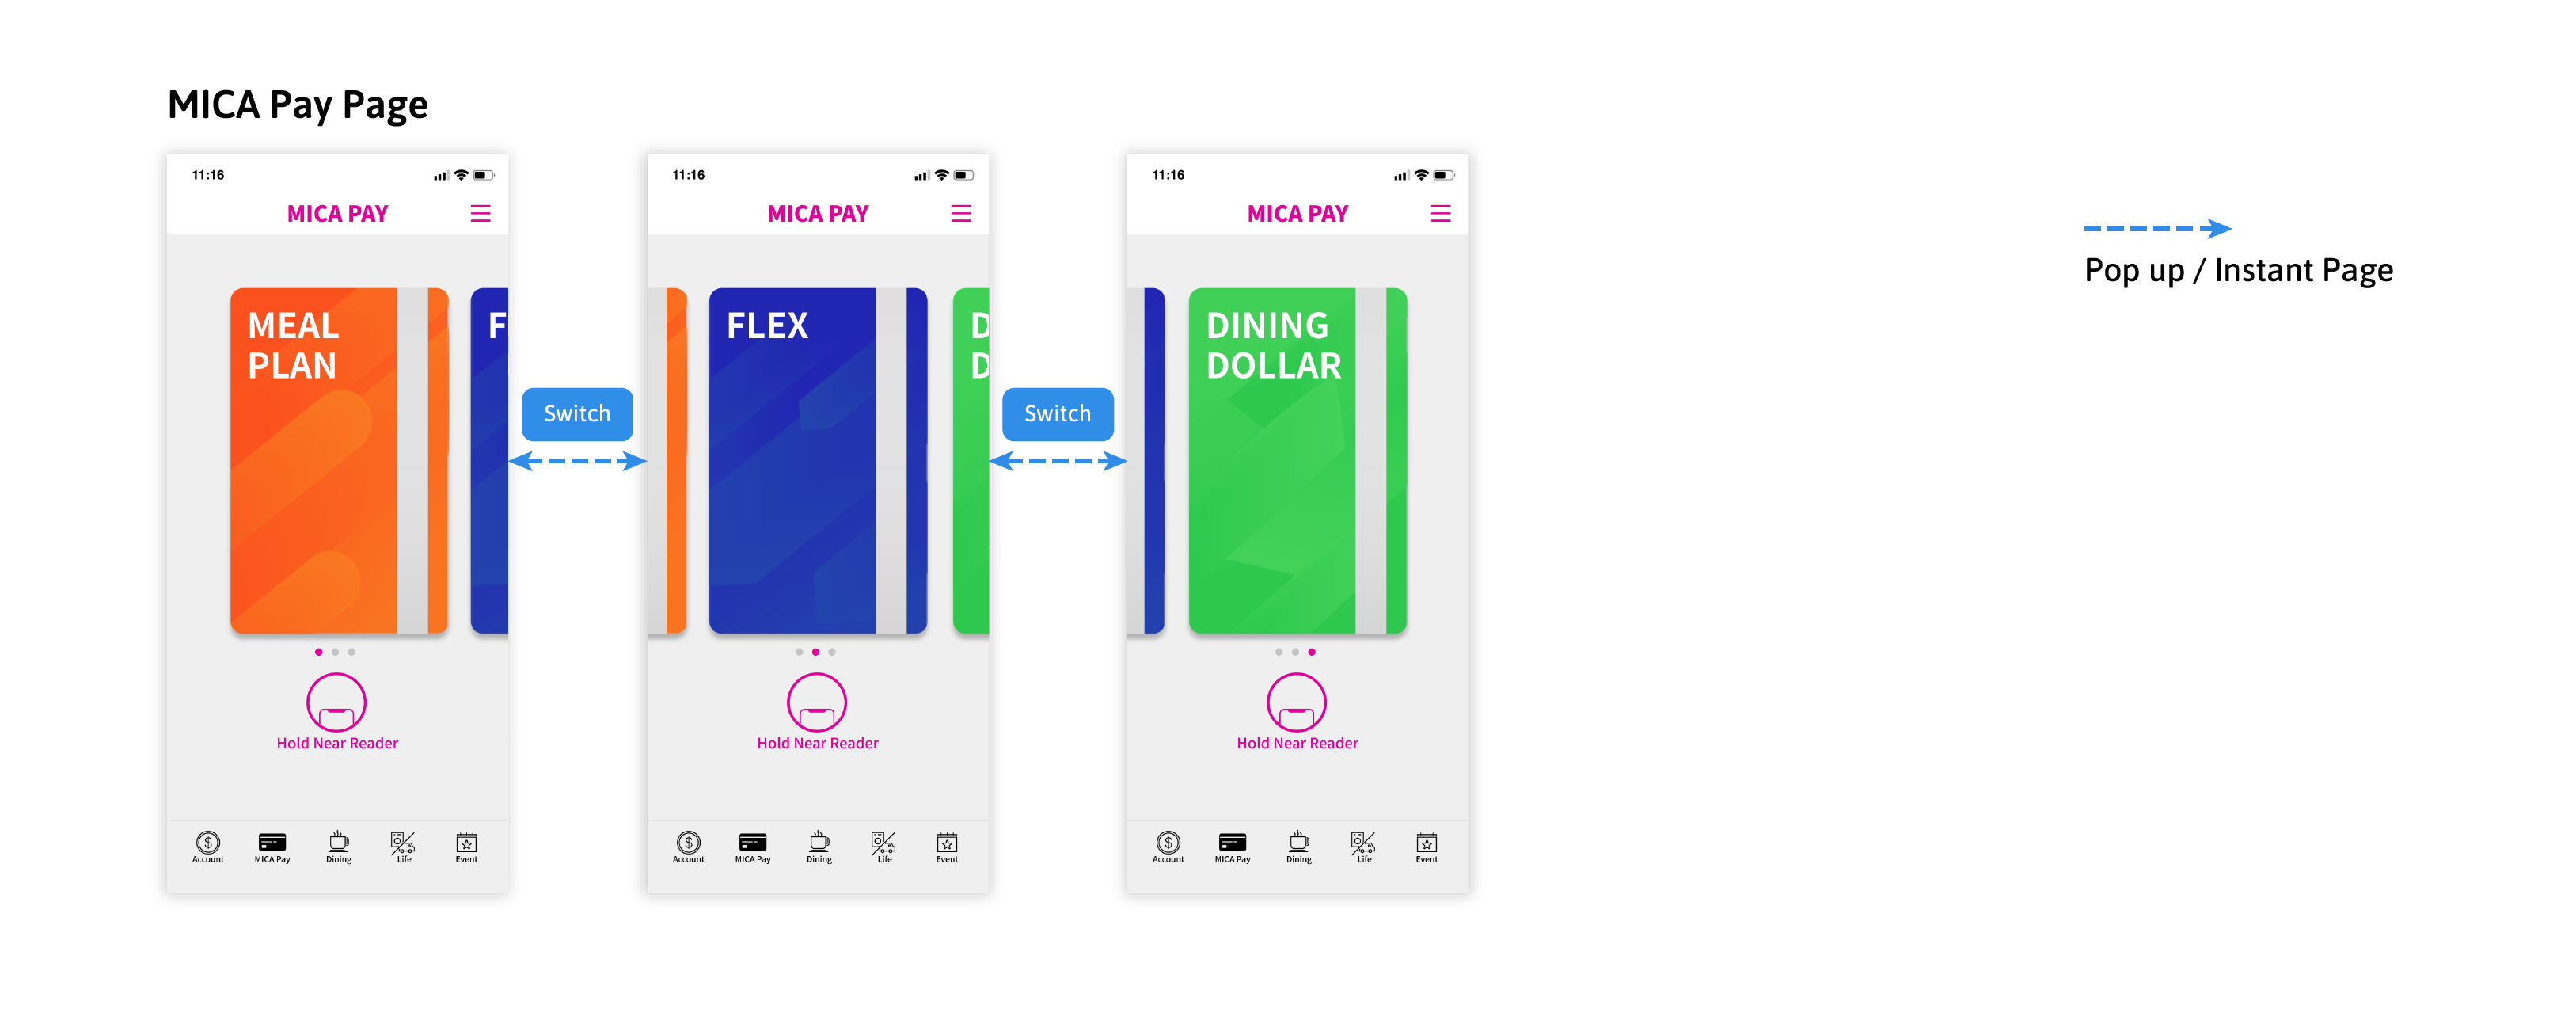 MICA Pay Page
11:16
MICA PAY
MEAL
PLAN
F
Hold Near Reader
Account
MICA Pay
Dining
Life
Event
Switch
11:16
MICA PAY
FLEX
D
D
Hold Near Reader
Account
MICA Pay
Dining
Life
Event
Switch
11:16
MICA PAY
DINING
DOLLAR
Hold Near Reader
Account
MICA Pay
Dining
Life
Event
Pop up / Instant Page